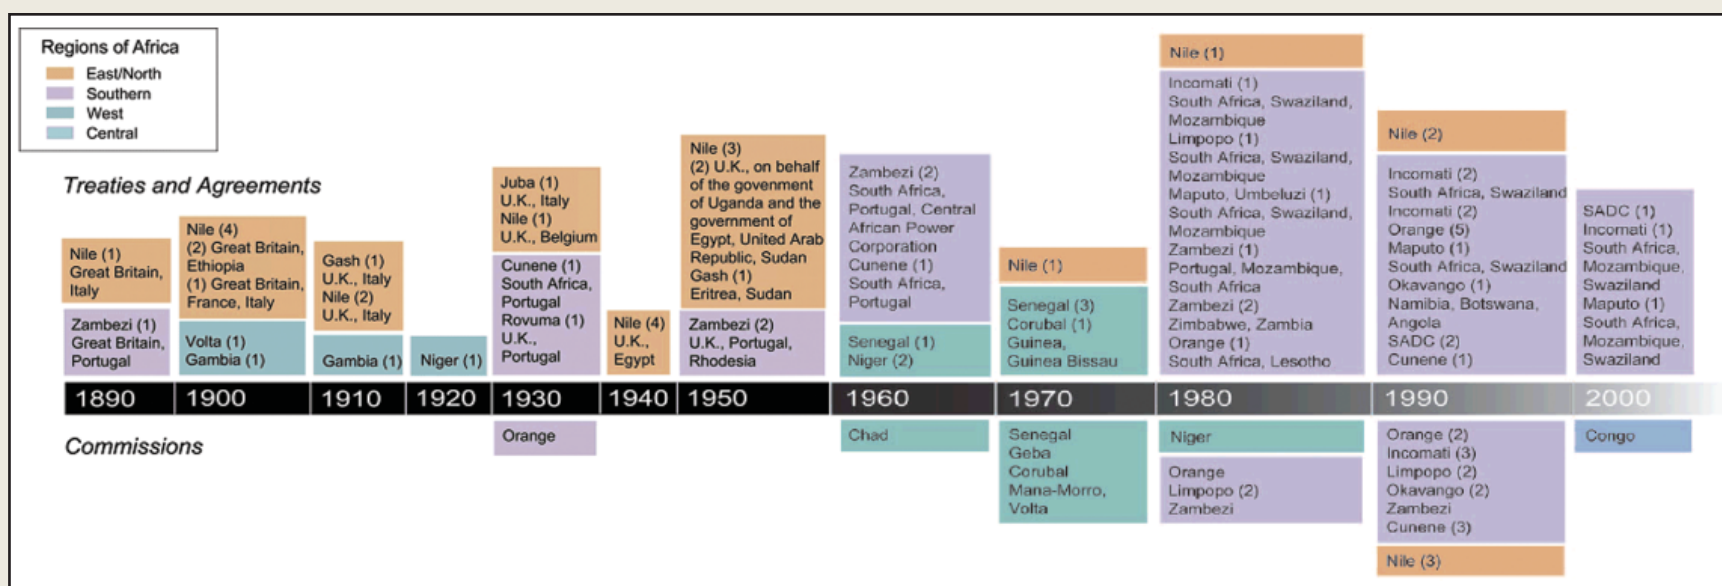 Regions of Africa
East/North
Southern
West
Central
Treaties and Agreements
Nile (1)
Great Britain,
Italy
Zambezi (1)
Great Britain,
Portugal
Nile (4)
(2) Great Britain,
Ethiopia
(1) Great Britain,
France, Italy
Volta (1)
Gambia (1)
Gash (1)
U.K., Italy
Nile (2)
U.K., Italy
Gambia (1)
Niger (1)
Juba (1)
U.K., Italy
Nile (1)
U.K., Belgium
Cunene (1)
South Africa,
Portugal
Rovuma (1)
U.K.,
Portugal
Nile (4)
U.K.,
Egypt
Nile (3)
(2) U.K., on behalf
of the govenment
of Uganda and the
government of
Egypt, United Arab
Republic, Sudan
Gash (1)
Eritrea, Sudan
Zambezi (2)
U.K., Portugal,
Rhodesia
Zambezi (2)
South Africa,
Portugal, Central
African Power
Corporation
Cunene (1)
South Africa,
Portugal
Senegal (1)
Niger (2)
Nile (1)
Senegal (3)
Corubal (1)
Guinea,
Guinea Bissau
Nile (1)
Incomati (1)
South Africa, Swaziland,
Mozambique
Limpopo (1)
South Africa, Swaziland,
Mozambique
Maputo, Umbeluzi (1)
South Africa, Swaziland,
Mozambique
Zambezi (1)
Portugal, Mozambique,
South Africa
Zambezi (2)
Zimbabwe, Zambia
Orange (1)
South Africa, Lesotho
Nile (2)
Incomati (2)
South Africa, Swaziland
Incomati (2)
Orange (5)
Maputo (1)
South Africa, Swaziland
Okavango (1)
Namibia, Botswana,
Angola
SADC (2)
Cunene (1)
SADC (1)
Incomati (1)
South Africa,
Mozambique,
Swaziland
Maputo (1)
South Africa,
Mozambique,
Swaziland
1890 1900 1910 1920 1930 1940 1950 1960 1970 1980 1990 2000
Commissions
Orange
Chad
Senegal
Geba
Corubal
Mana-Morro,
Volta
Niger
Orange
Limpopo (2)
Zambezi
Orange (2)
Incomati (3)
Limpopo (2)
Okavango (2)
Zambezi
Cunene (3)
Nile (3)
Congo